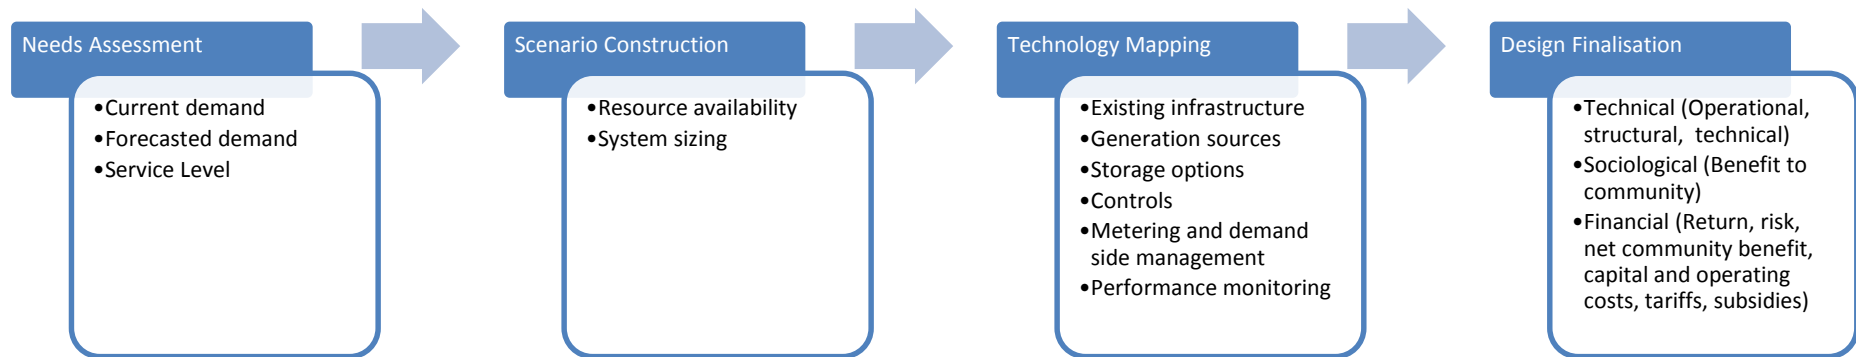 Needs Assessment
•Current demand
•Forecasted demand
•Service Level
Scenario Construction
•Resource availability
•System sizing
Technology Mapping
•Existing infrastructure
•Generation sources
•Storage options
•Controls
•Metering and demand
side management
•Performance monitoring
Design Finalisation
•Technical (Operational,
structural, technical)
•Sociological (Benefit to
community)
•Financial (Return, risk,
net community benefit,
capital and operating
costs, tariffs, subsidies)